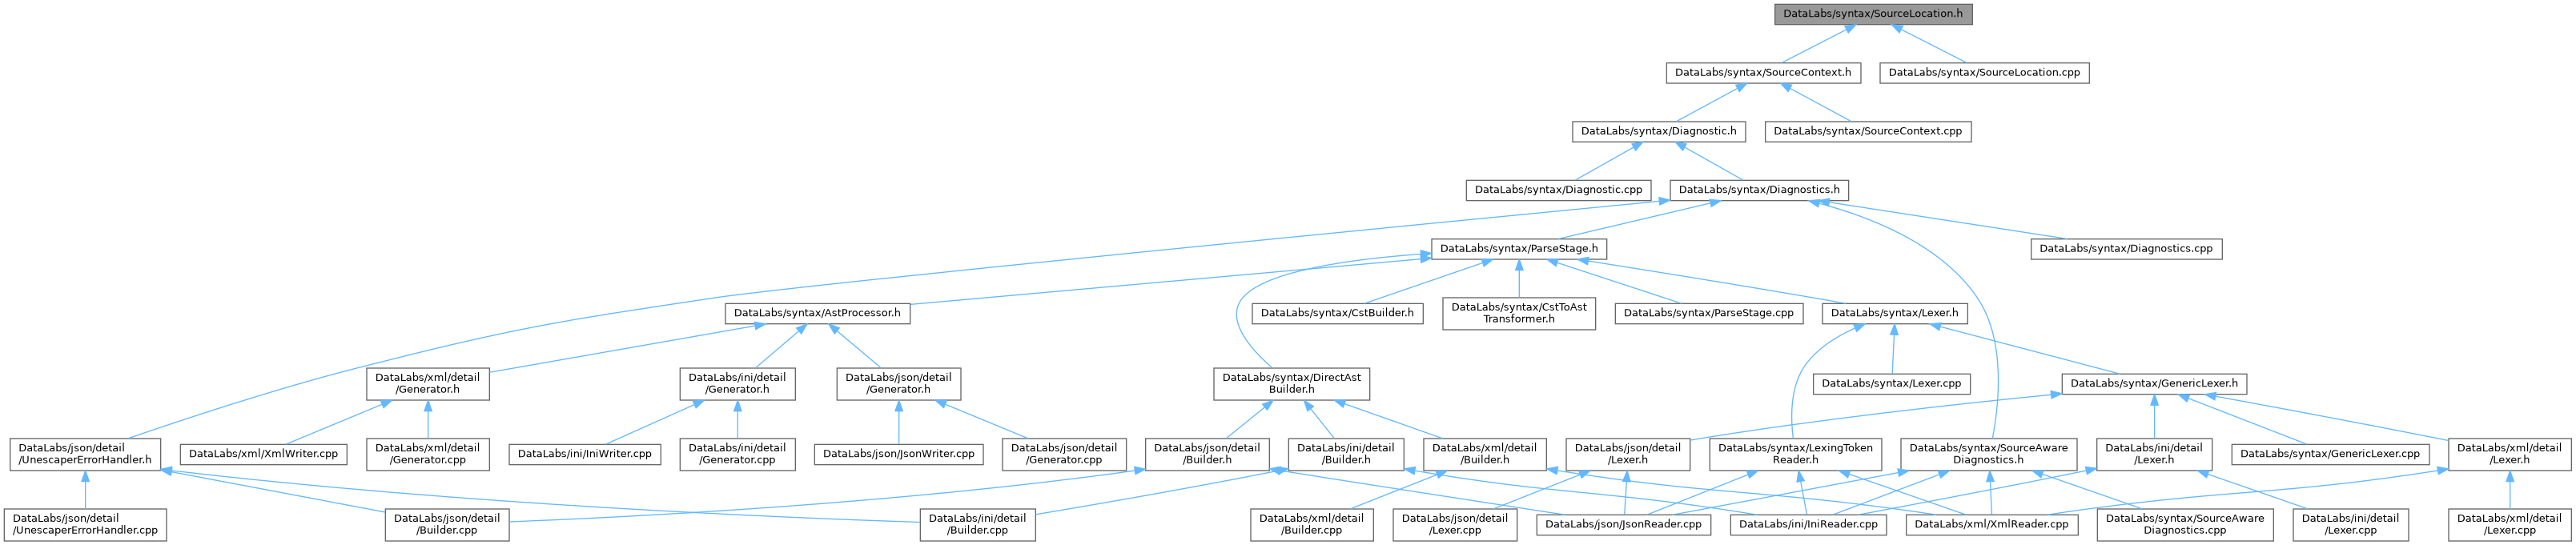 DataLabs/syntax/SourceLocation.h
DataLabs/syntax/SourceContext.h
DataLabs/syntax/SourceLocation.cpp
DataLabs/syntax/Diagnostic.h
DataLabs/syntax/SourceContext.cpp
DataLabs/syntax/Diagnostic.cpp
DataLabs/syntax/Diagnostics.h
DataLabs/syntax/ParseStage.h
DataLabs/syntax/Diagnostics.cpp
DataLabs/syntax/AstProcessor.h
DataLabs/syntax/CstBuilder.h
DataLabs/syntax/CstToAst
Transformer.h
DataLabs/syntax/ParseStage.cpp
DataLabs/syntax/Lexer.h
DataLabs/xml/detail
/Generator.h
DataLabs/ini/detail
/Generator.h
DataLabs/json/detail
/Generator.h
DataLabs/syntax/DirectAst
Builder.h
DataLabs/syntax/Lexer.cpp
DataLabs/syntax/GenericLexer.h
DataLabs/json/detail
/UnescaperErrorHandler.h
DataLabs/xml/XmlWriter.cpp
DataLabs/xml/detail
/Generator.cpp
DataLabs/ini/IniWriter.cpp
DataLabs/ini/detail
/Generator.cpp
DataLabs/json/JsonWriter.cpp
DataLabs/json/detail
/Generator.cpp
DataLabs/json/detail
/Builder.h
DataLabs/ini/detail
/Builder.h
DataLabs/xml/detail
/Builder.h
DataLabs/json/detail
/Lexer.h
DataLabs/syntax/LexingToken
Reader.h
DataLabs/syntax/SourceAware
Diagnostics.h
DataLabs/ini/detail
/Lexer.h
DataLabs/syntax/GenericLexer.cpp
DataLabs/xml/detail
/Lexer.h
DataLabs/json/detail
/UnescaperErrorHandler.cpp
DataLabs/json/detail
/Builder.cpp
DataLabs/ini/detail
/Builder.cpp
DataLabs/xml/detail
/Builder.cpp
DataLabs/json/detail
/Lexer.cpp
DataLabs/json/JsonReader.cpp
DataLabs/ini/IniReader.cpp
DataLabs/xml/XmlReader.cpp
DataLabs/syntax/SourceAware
Diagnostics.cpp
DataLabs/ini/detail
/Lexer.cpp
DataLabs/xml/detail
/Lexer.cpp